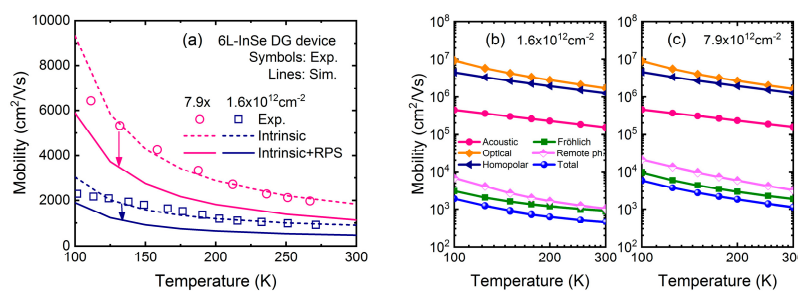 (a) 6L-InSe DG device
Symbols: Exp.
Lines: Sim.
7.9x 1.6x10¹²cm⁻²
Exp.
Intrinsic
Intrinsic+RPS
Mobility (cm²/Vs)
10000
8000
6000
4000
2000
0
100 150 200 250 300
Temperature (K)
(b) 1.6x10¹²cm⁻²
Mobility (cm²/Vs)
10⁸
10⁷
10⁶
10⁵
10⁴
10³
10²
Acoustic
Optical
Homopolar
100 200 300
Temperature (K)
(c) 7.9x10¹²cm⁻²
10⁸
10⁷
10⁶
10⁵
10⁴
10³
10²
Fröhlich
Remote ph
Total
100 200 300
Temperature (K)